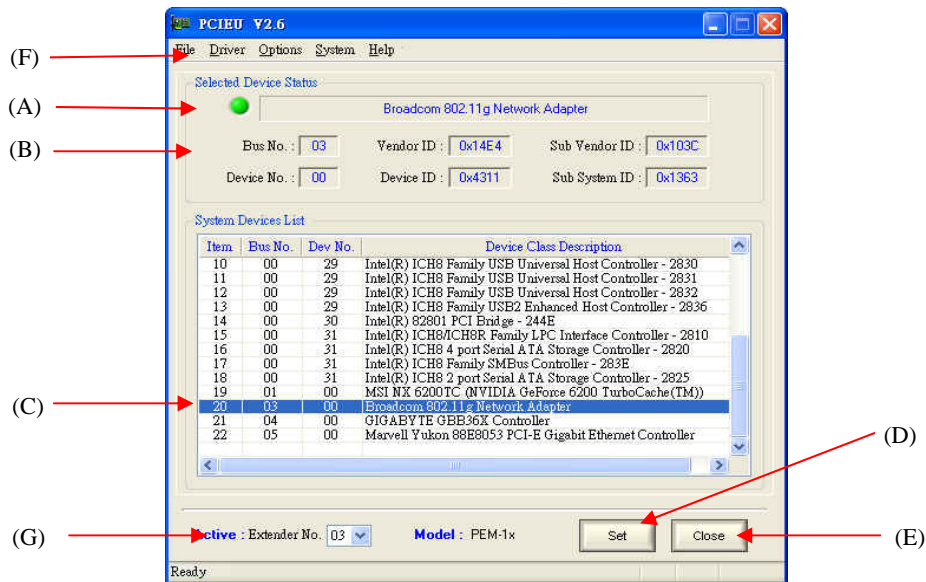 PCIEU V2.6
File Driver Options System Help
(F)
Selected Device Status
(A)
Broadcom 802.11g Network Adapter
(B)
Bus No. : 03 Vendor ID : 0x14E4 Sub Vendor ID : 0x103C
Device No. : 00 Device ID : 0x4311 Sub System ID : 0x1363
System Devices List
Item Bus No. Dev No. Device Class Description
10 00 29 Intel(R) ICH8 Family USB Universal Host Controller - 2830
11 00 29 Intel(R) ICH8 Family USB Universal Host Controller - 2831
12 00 29 Intel(R) ICH8 Family USB Universal Host Controller - 2832
13 00 29 Intel(R) ICH8 Family USB2 Enhanced Host Controller - 2836
14 00 30 Intel(R) 82801 PCI Bridge - 244E
15 00 31 Intel(R) ICH8/ICH8R Family LPC Interface Controller - 2810
16 00 31 Intel(R) ICH8 4 port Serial ATA Storage Controller - 2820
17 00 31 Intel(R) ICH8 Family SMBus Controller - 283E
18 00 31 Intel(R) ICH8 2 port Serial ATA Storage Controller - 2825
19 01 00 MSI NX 6200TC (NVIDIA GeForce 6200 TurboCache(TM))
(C)
20 03 00 Broadcom 802.11g Network Adapter
21 04 00 GIGABYTE GBB36X Controller
22 05 00 Marvell Yukon 88E8053 PCI-E Gigabit Ethernet Controller
(D)
(G)
Active : Extender No. 03 Model : PEM-1x Set Close
(E)
Ready